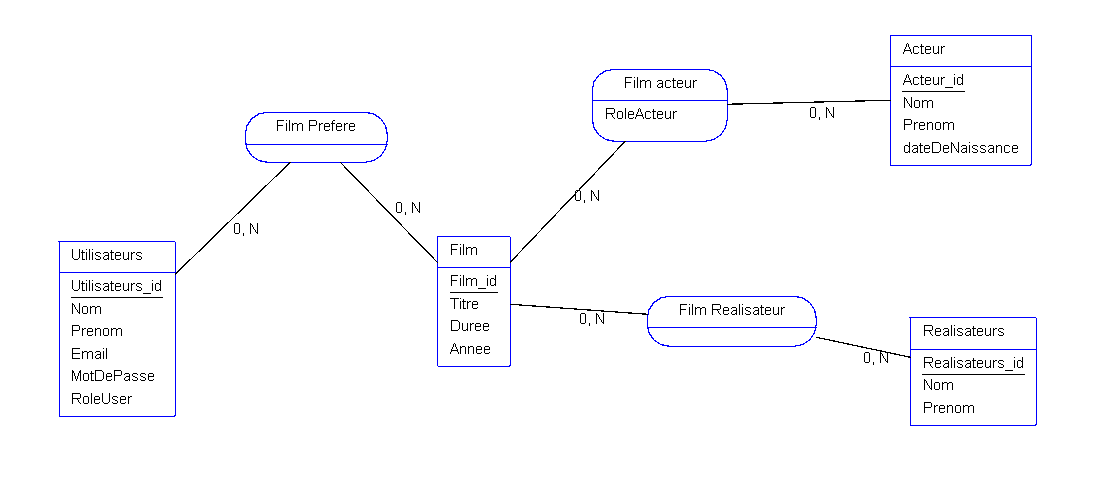 Acteur
Acteur_id
Nom
Prenom
dateDeNaissance
Film acteur
RoleActeur
0, N
0, N
Film Prefere
0, N
0, N
Utilisateurs
Utilisateurs_id
Nom
Prenom
Email
MotDePasse
RoleUser
Film
Film_id
Titre
Duree
Annee
0, N
Film Realisateur
0, N
Realisateurs
Realisateurs_id
Nom
Prenom